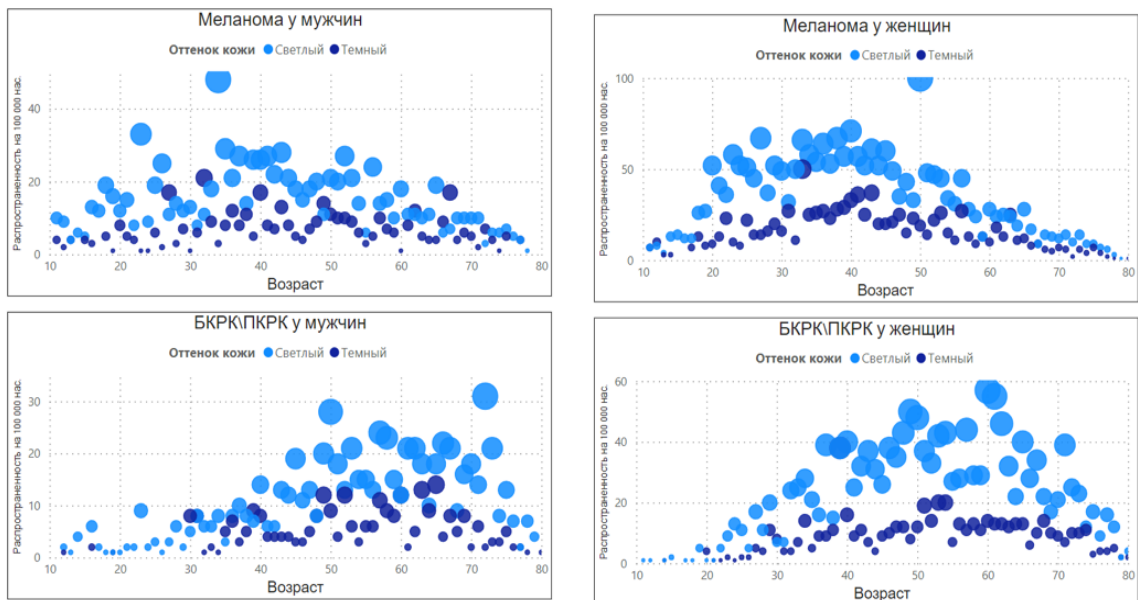 Меланома у мужчин
Оттенок кожи Светлый Темный
Распространенность на 100 000 нас.
40
20
0
10 20 30 40 50 60 70 80
Возраст
Меланома у женщин
Оттенок кожи Светлый Темный
Распространенность на 100 000 нас.
100
50
0
10 20 30 40 50 60 70 80
Возраст
БКРК\ПКРК у мужчин
Оттенок кожи Светлый Темный
Распространенность на 100 000 нас.
30
20
10
0
10 20 30 40 50 60 70 80
Возраст
БКРК\ПКРК у женщин
Оттенок кожи Светлый Темный
Распространенность на 100 000 нас.
60
40
20
0
10 20 30 40 50 60 70 80
Возраст